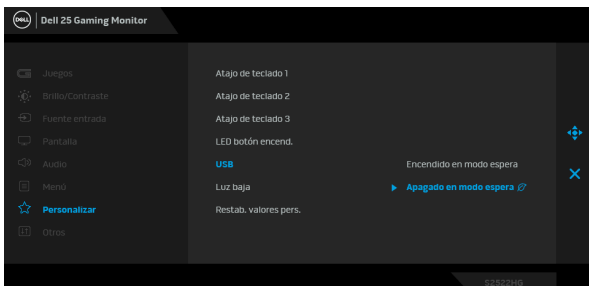 DELL Dell 25 Gaming Monitor
Juegos
Brillo/Contraste
Fuente entrada
Pantalla
Audio
Menú
Personalizar
Otros
Atajo de teclado 1
Atajo de teclado 2
Atajo de teclado 3
LED botón encend.
USB
Luz baja
Restab. valores pers.
Encendido en modo espera
Apagado en modo espera
S2522HG